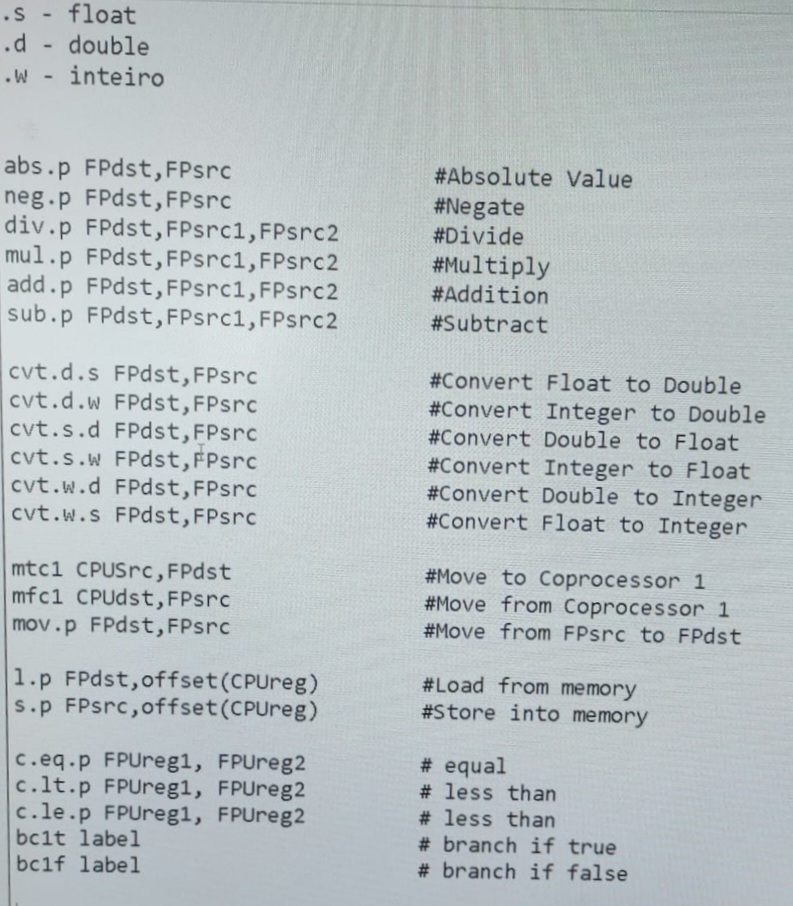 .s - float
.d - double
.w - inteiro
abs.p FPdst,FPsrc #Absolute Value
neg.p FPdst,FPsrc #Negate
div.p FPdst,FPsrc1,FPsrc2 #Divide
mul.p FPdst,FPsrc1,FPsrc2 #Multiply
add.p FPdst,FPsrc1,FPsrc2 #Addition
sub.p FPdst,FPsrc1,FPsrc2 #Subtract
cvt.d.s FPdst,FPsrc #Convert Float to Double
cvt.d.w FPdst,FPsrc #Convert Integer to Double
cvt.s.d FPdst,FPsrc #Convert Double to Float
cvt.s.w FPdst,FPsrc #Convert Integer to Float
cvt.w.d FPdst,FPsrc #Convert Double to Integer
cvt.w.s FPdst,FPsrc #Convert Float to Integer
mtc1 CPUSrc,FPdst #Move to Coprocessor 1
mfc1 CPUdst,FPsrc #Move from Coprocessor 1
mov.p FPdst,FPsrc #Move from FPsrc to FPdst
l.p FPdst,offset(CPUreg) #Load from memory
s.p FPsrc,offset(CPUreg) #Store into memory
c.eq.p FPUreg1, FPUreg2 # equal
c.lt.p FPUreg1, FPUreg2 # less than
c.le.p FPUreg1, FPUreg2 # less than
bc1t label # branch if true
bc1f label # branch if false